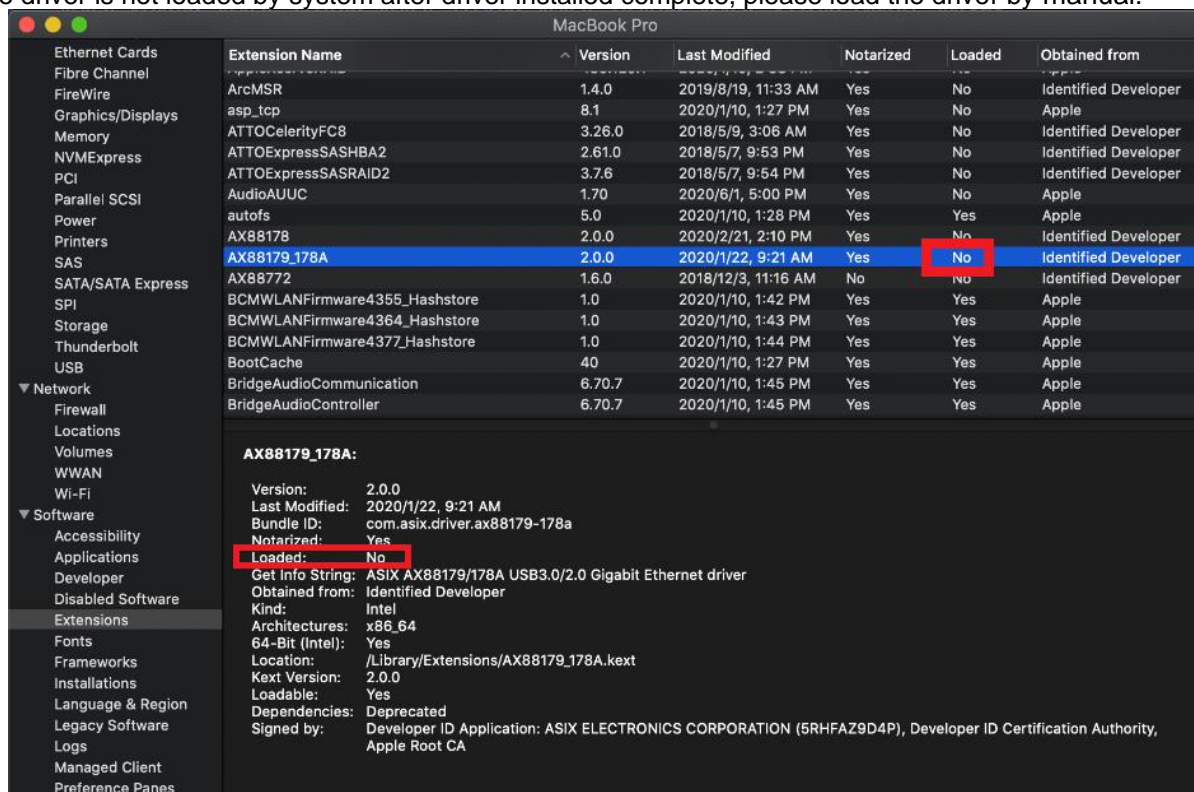 driver is not loaded by system after driver installed complete, please load the driver by manual.
MacBook Pro
Ethernet Cards
Fibre Channel
FireWire
Graphics/Displays
Memory
NVMExpress
PCI
Parallel SCSI
Power
Printers
SAS
SATA/SATA Express
SPI
Storage
Thunderbolt
USB
▼ Network
Firewall
Locations
Volumes
WWAN
Wi-Fi
▼ Software
Accessibility
Applications
Developer
Disabled Software
Extensions
Fonts
Frameworks
Installations
Language & Region
Legacy Software
Logs
Managed Client
Preference Panes
Extension Name Version Last Modified Notarized Loaded Obtained from
ArcMSR 1.4.0 2019/8/19, 11:33 AM Yes No Identified Developer
asp_tcp 8.1 2020/1/10, 1:27 PM Yes No Apple
ATTOCelerityFC8 3.26.0 2018/5/9, 3:06 AM Yes No Identified Developer
ATTOExpressSASHBA2 2.61.0 2018/5/7, 9:53 PM Yes No Identified Developer
ATTOExpressSASRAID2 3.7.6 2018/5/7, 9:54 PM Yes No Identified Developer
AudioAUUC 1.70 2020/6/1, 5:00 PM Yes No Apple
autofs 5.0 2020/1/10, 1:28 PM Yes Yes Apple
AX88178 2.0.0 2020/2/21, 2:10 PM Yes No Identified Developer
AX88179_178A 2.0.0 2020/1/22, 9:21 AM Yes No Identified Developer
AX88772 1.6.0 2018/12/3, 11:16 AM No No Identified Developer
BCMWLANFirmware4355_Hashstore 1.0 2020/1/10, 1:42 PM Yes Yes Apple
BCMWLANFirmware4364_Hashstore 1.0 2020/1/10, 1:43 PM Yes Yes Apple
BCMWLANFirmware4377_Hashstore 1.0 2020/1/10, 1:44 PM Yes Yes Apple
BootCache 40 2020/1/10, 1:27 PM Yes Yes Apple
BridgeAudioCommunication 6.70.7 2020/1/10, 1:45 PM Yes Yes Apple
BridgeAudioController 6.70.7 2020/1/10, 1:45 PM Yes Yes Apple
AX88179_178A:
Version: 2.0.0
Last Modified: 2020/1/22, 9:21 AM
Bundle ID: com.asix.driver.ax88179-178a
Notarized: Yes
Loaded: No
Get Info String: ASIX AX88179/178A USB3.0/2.0 Gigabit Ethernet driver
Obtained from: Identified Developer
Kind: Intel
Architectures: x86_64
64-Bit (Intel): Yes
Location: /Library/Extensions/AX88179_178A.kext
Kext Version: 2.0.0
Loadable: Yes
Dependencies: Deprecated
Signed by: Developer ID Application: ASIX ELECTRONICS CORPORATION (5RHFAZ9D4P), Developer ID Certification Authority,
Apple Root CA